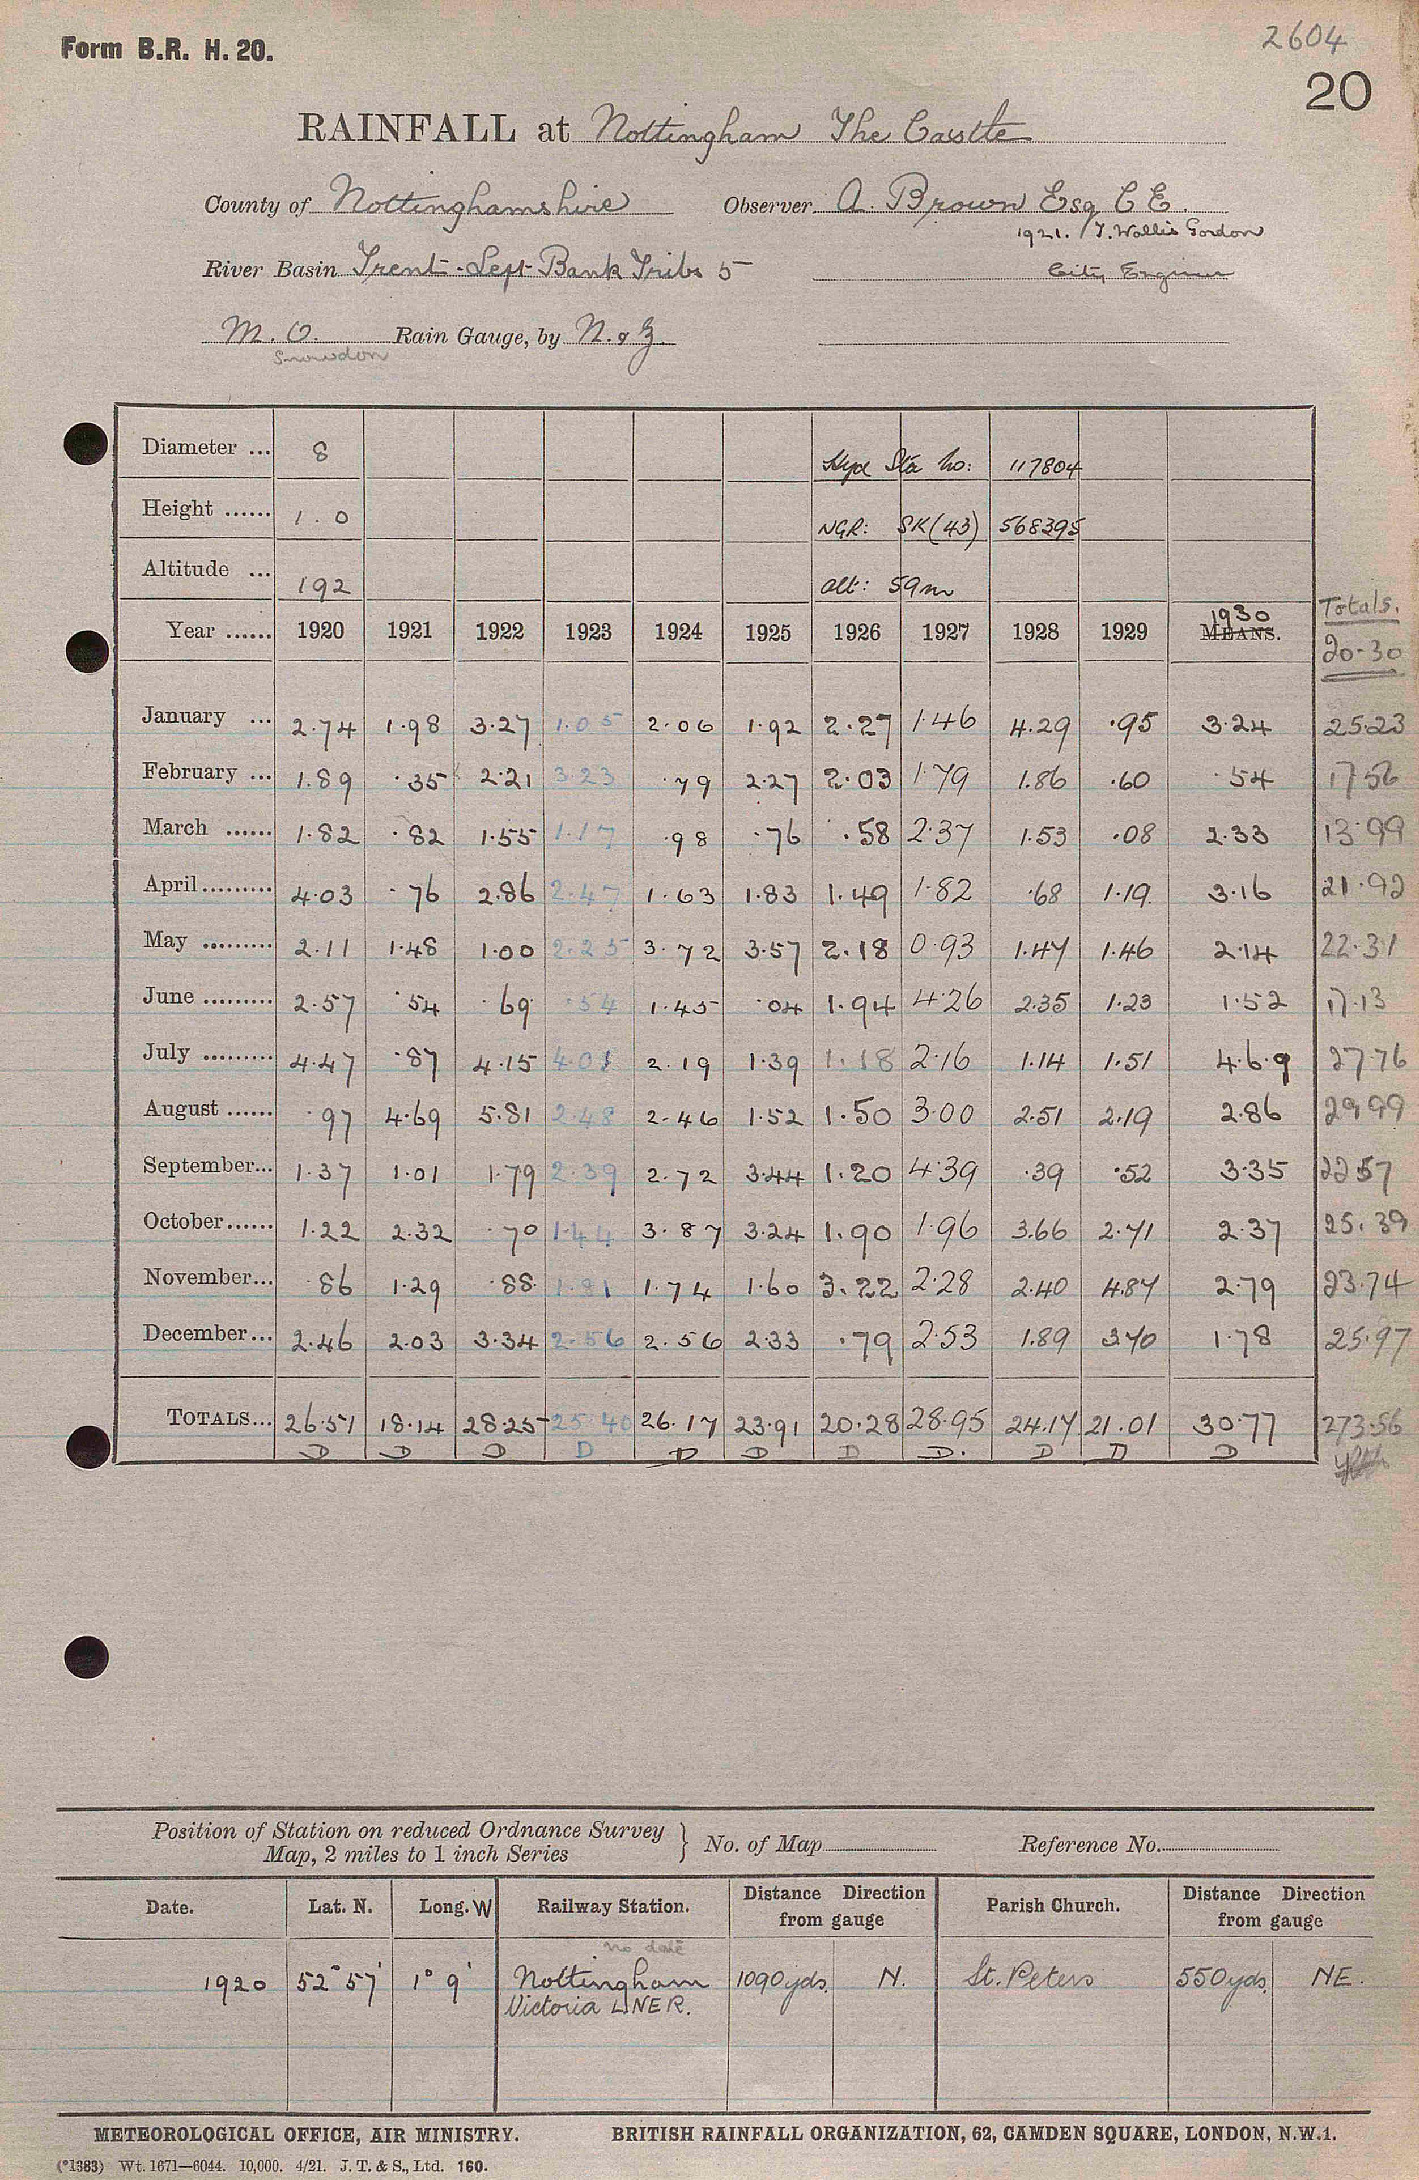 Form B.R. H. 20.
2604
20
RAINFALL at Nottingham The Castle
County of Nottinghamshire Observer A. Brown Esq C E.
1921. / T. Wallis Gordon
River Basin Trent - Left Bank Tribs 5 City Engineer
M. O. Rain Gauge, by N. & Z.
Snowdon
Diameter ... 8 Hyd Sta No: 117804
Height ...... 1 . 0 NGR: SK(43) 568395
Altitude ... 192 alt: 59m
Totals.
Year ...... 1920 1921 1922 1923 1924 1925 1926 1927 1928 1929 1930 MEANS. 20-30
January ... 2.74 1.98 3.27 1.05 2.06 1.92 2.27 1.46 4.29 .95 3.24 25.23
February ... 1.89 .35 2.21 3.23 .79 2.27 2.03 1.79 1.86 .60 .54 17.56
March ...... 1.82 .82 1.55 1.17 .98 .76 .58 2.37 1.53 .08 2.33 13.99
April......... 4.03 .76 2.86 2.47 1.63 1.83 1.49 1.82 .68 1.19 3.16 21.92
May ......... 2.11 1.48 1.00 2.25 3.72 3.57 2.18 0.93 1.47 1.46 2.14 22.31
June ......... 2.57 .54 .69 .54 1.45 .04 1.94 4.26 2.35 1.23 1.52 17.13
July ......... 4.47 .87 4.15 4.01 2.19 1.39 1.18 2.16 1.14 1.51 4.69 27.76
August ...... .97 4.69 5.81 2.48 2.46 1.52 1.50 3.00 2.51 2.19 2.86 29.99
September... 1.37 1.01 1.79 2.39 2.72 3.44 1.20 4.39 .39 .52 3.35 22.57
October...... 1.22 2.32 .70 1.44 3.87 3.24 1.90 1.96 3.66 2.71 2.37 25.39
November... .86 1.29 .88 1.81 1.74 1.60 3.22 2.28 2.40 4.87 2.79 23.74
December... 2.46 2.03 3.34 2.56 2.56 2.33 .79 2.53 1.89 3.70 1.78 25.97
TOTALS... 26.51 18.14 28.25 25.40 26.17 23.91 20.28 28.95 24.17 21.01 30.77 273.56
D D D D D D D D. D D D
Position of Station on reduced Ordnance Survey
Map, 2 miles to 1 inch Series } No. of Map Reference No.
Date. Lat. N. Long. W Railway Station. Distance Direction from gauge Parish Church. Distance Direction from gauge
no date
1920 52° 57' 1° 9' Nottingham 1090 yds. N. St. Peters 550 yds. NE.
Victoria LNER.
METEOROLOGICAL OFFICE, AIR MINISTRY. BRITISH RAINFALL ORGANIZATION, 62, CAMDEN SQUARE, LONDON, N.W.1.
(*1383) Wt. 1671—6044. 10,000. 4/21. J. T. & S., Ltd. 160.